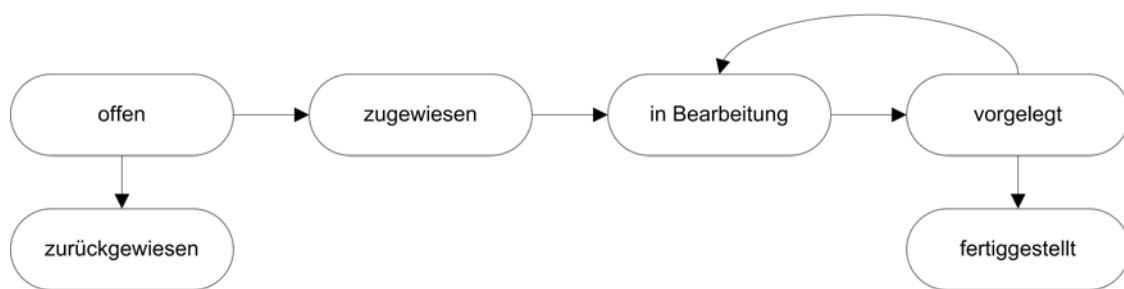 offen
zugewiesen
in Bearbeitung
vorgelegt
zurückgewiesen
fertiggestellt